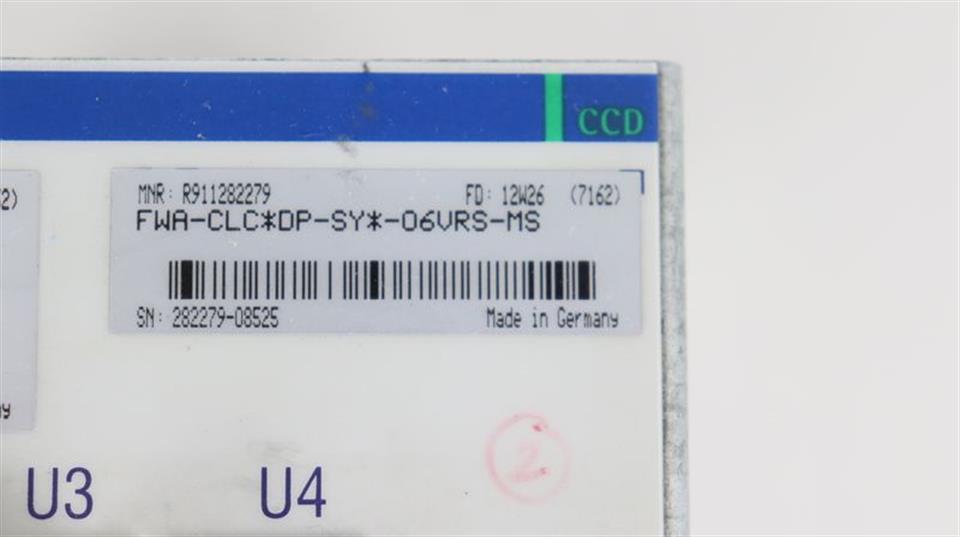 CCD
2)
MNR: R911282279 FD: 12W26 (7162)
FWA-CLC*DP-SY*-06VRS-MS
SN: 282279-08525 Made in Germany
y
2
U3 U4